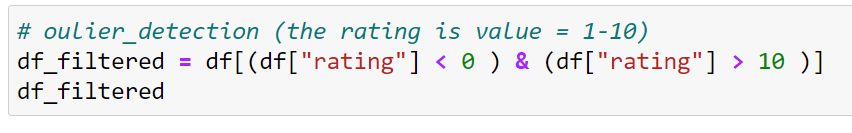 # oulier_detection (the rating is value = 1-10)
df_filtered = df[(df["rating"] < 0 ) & (df["rating"] > 10 )]
df_filtered